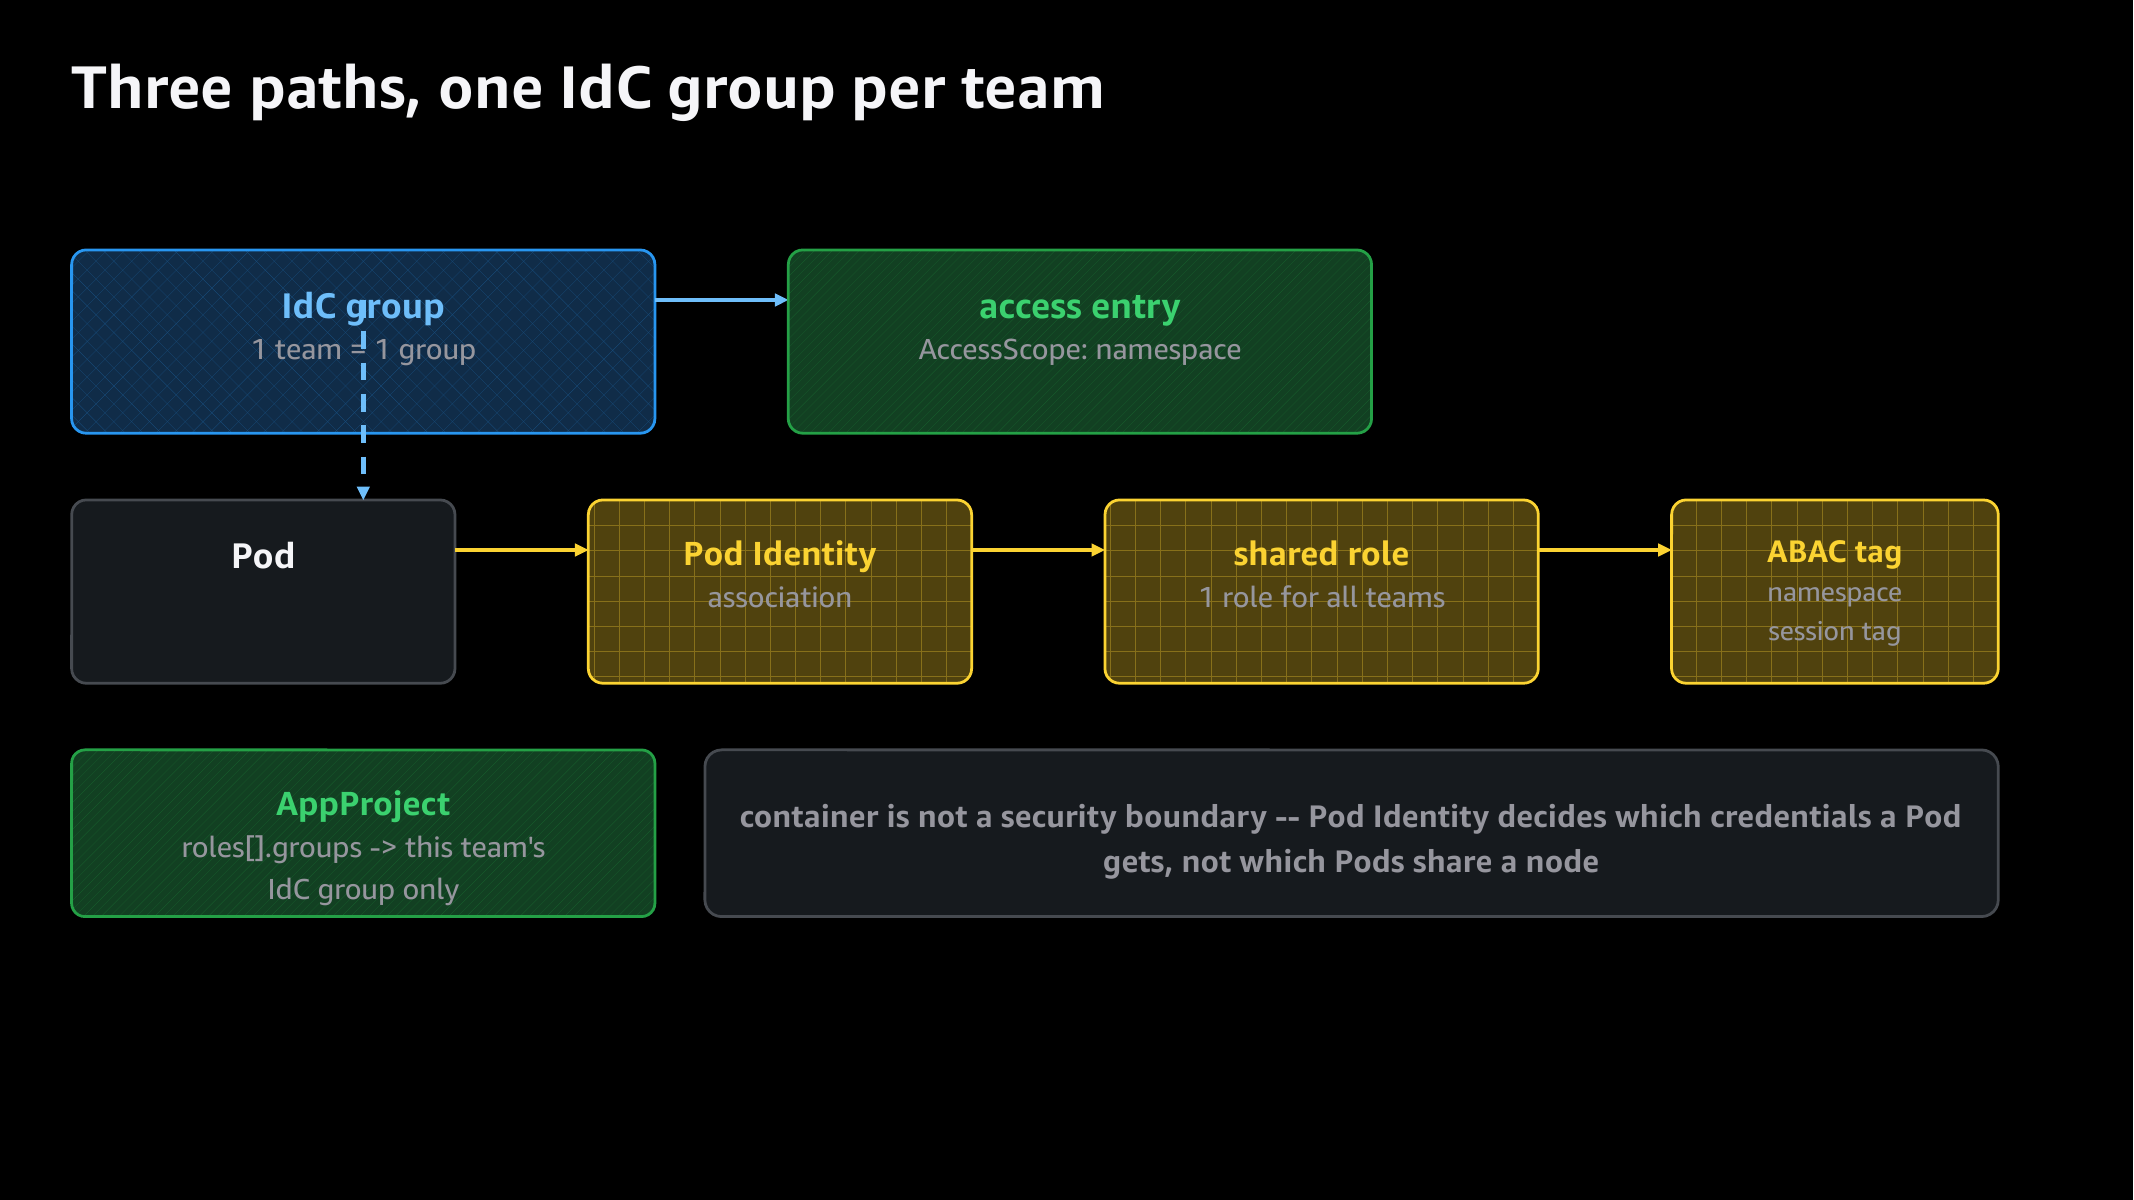 Three paths, one IdC group per team
IdC group
1 team = 1 group
access entry
AccessScope: namespace
Pod
Pod Identity
association
shared role
1 role for all teams
ABAC tag
namespace
session tag
AppProject
roles[].groups -> this team's
IdC group only
container is not a security boundary -- Pod Identity decides which credentials a Pod
gets, not which Pods share a node